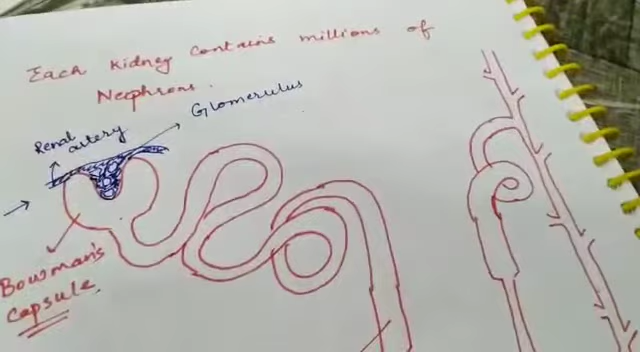 Each kidney contains millions of
Nephrons.
Renal
artery
Glomerulus
Bowman's
Capsule.